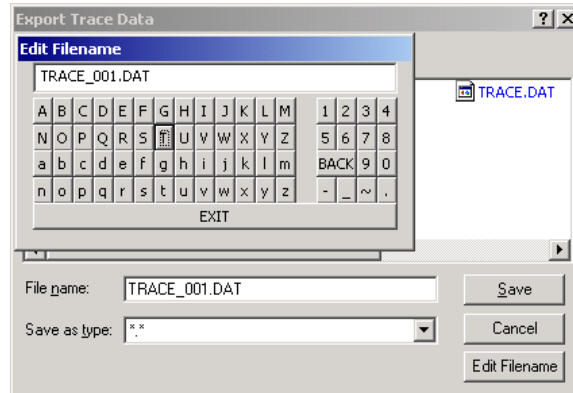 Export Trace Data
? ×
Edit Filename
TRACE_001.DAT
TRACE.DAT
A B C D E F G H I J K L M 1 2 3 4
N O P Q R S T U V W X Y Z 5 6 7 8
a b c d e f g h i j k l m BACK 9 0
n o p q r s t u v w x y z - _ ~ .
EXIT
File name: TRACE_001.DAT Save
Save as type: *.* Cancel
Edit Filename